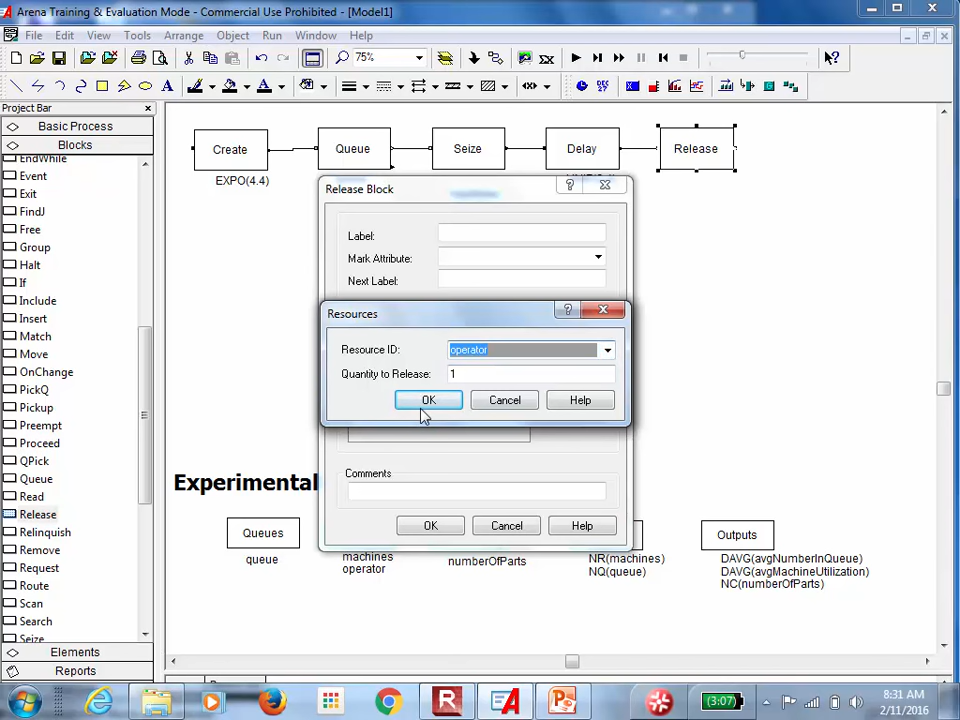 Arena Training & Evaluation Mode - Commercial Use Prohibited - [Model1]
File Edit View Tools Arrange Object Run Window Help
75%
Project Bar
Basic Process
Blocks
EndWhile
Event
Exit
FindJ
Free
Group
Halt
If
Include
Insert
Match
Move
OnChange
PickQ
Pickup
Preempt
Proceed
QPick
Queue
Read
Release
Relinquish
Remove
Request
Route
Scan
Search
Seize
Elements
Reports
Create
Queue
Seize
Delay
Release
EXPO(4.4)
Release Block
Label:
Mark Attribute:
Next Label:
Resources
Resource ID:
operator
Quantity to Release:
1
OK Cancel Help
Comments
OK Cancel Help
Experimental
Queues
queue
machines
operator
numberOfParts
NR(machines)
NQ(queue)
Outputs
DAVG(avgNumberInQueue)
DAVG(avgMachineUtilization)
NC(numberOfParts)
(3:07)
8:31 AM
2/11/2016